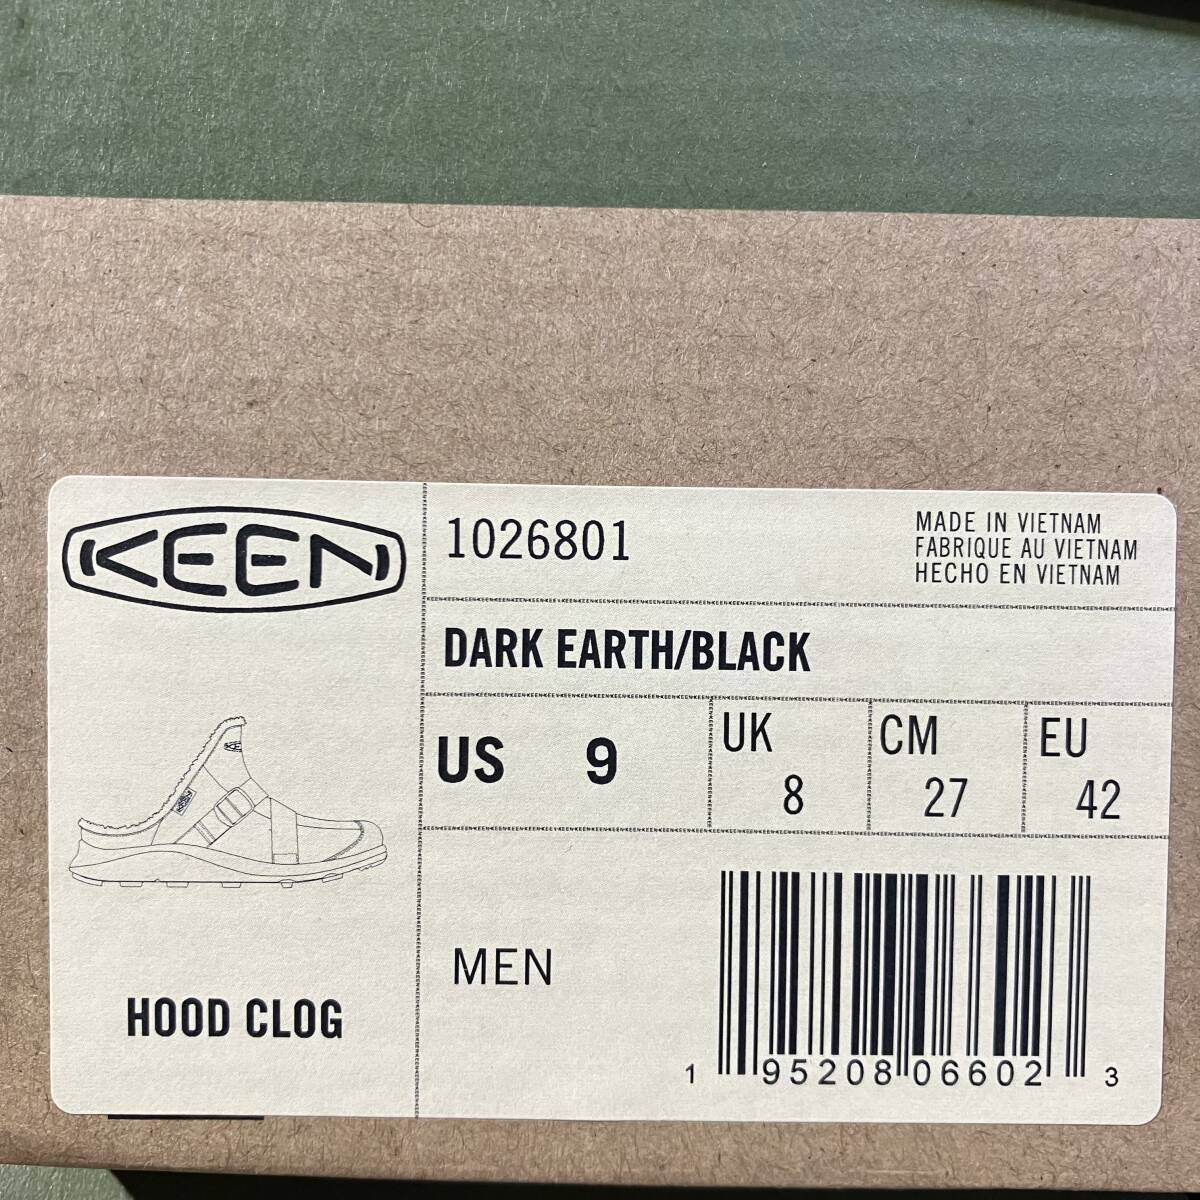 KEEN
1026801
MADE IN VIETNAM
FABRIQUE AU VIETNAM
HECHO EN VIETNAM
DARK EARTH/BLACK
US 9
UK 8
CM 27
EU 42
MEN
HOOD CLOG
1 95208 06602 3